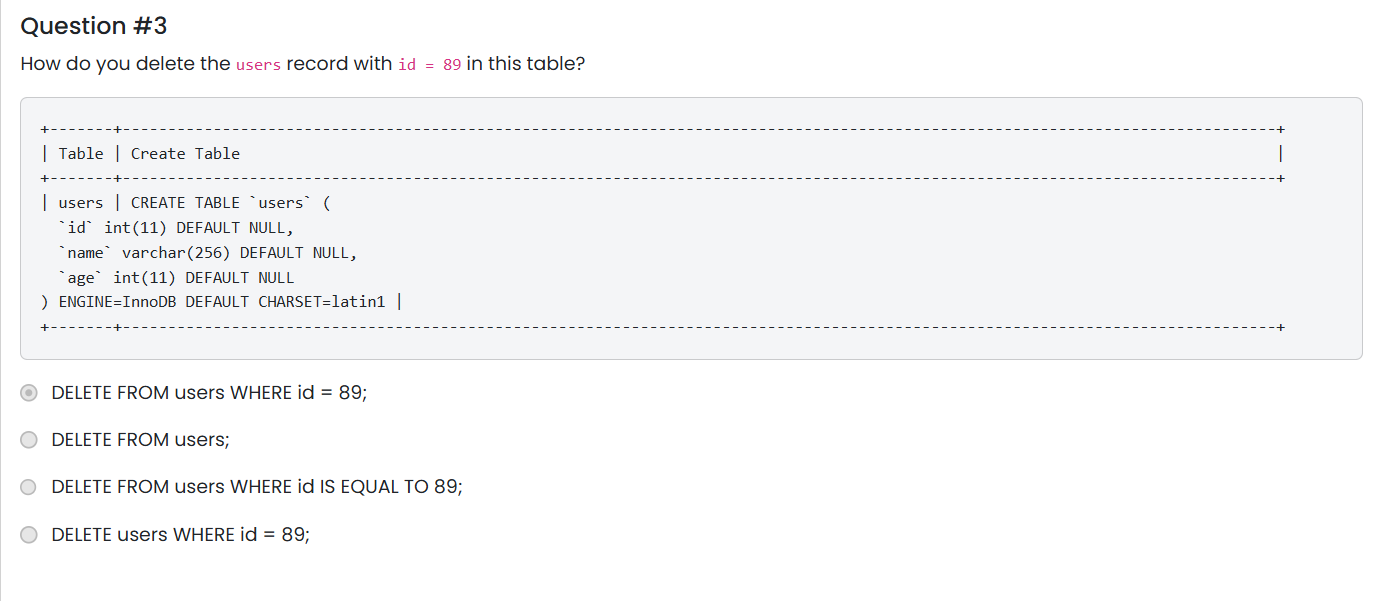 Question #3
How do you delete the users record with id = 89 in this table?
+-------+--------------------------------------------------------------------------------------------------------------------------------+
| Table | Create Table                                                                                                                   |
+-------+--------------------------------------------------------------------------------------------------------------------------------+
| users | CREATE TABLE `users` (
  `id` int(11) DEFAULT NULL,
  `name` varchar(256) DEFAULT NULL,
  `age` int(11) DEFAULT NULL
) ENGINE=InnoDB DEFAULT CHARSET=latin1 |
+-------+--------------------------------------------------------------------------------------------------------------------------------+
DELETE FROM users WHERE id = 89;
DELETE FROM users;
DELETE FROM users WHERE id IS EQUAL TO 89;
DELETE users WHERE id = 89;